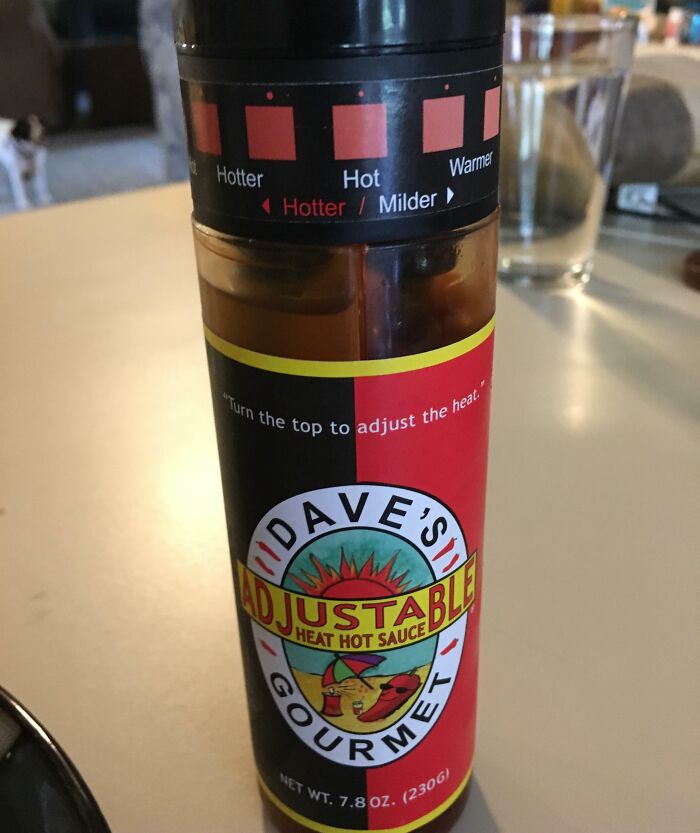 Hotter Hot Warmer
Hotter / Milder
"Turn the top to adjust the heat."
DAVE'S
ADJUSTABLE
HEAT HOT SAUCE
GOURMET
NET WT. 7.8 OZ. (230G)